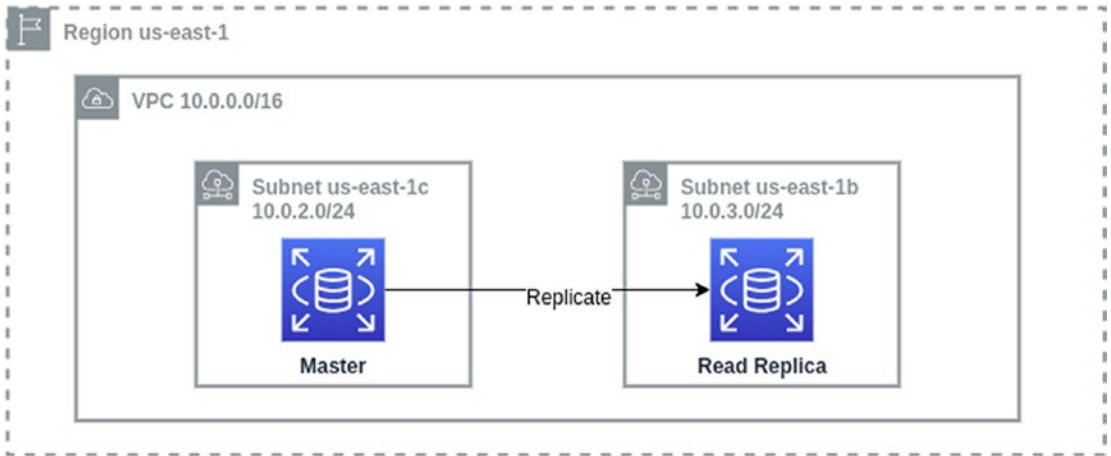 Region us-east-1
VPC 10.0.0.0/16
Subnet us-east-1c
10.0.2.0/24
Master
Replicate
Subnet us-east-1b
10.0.3.0/24
Read Replica